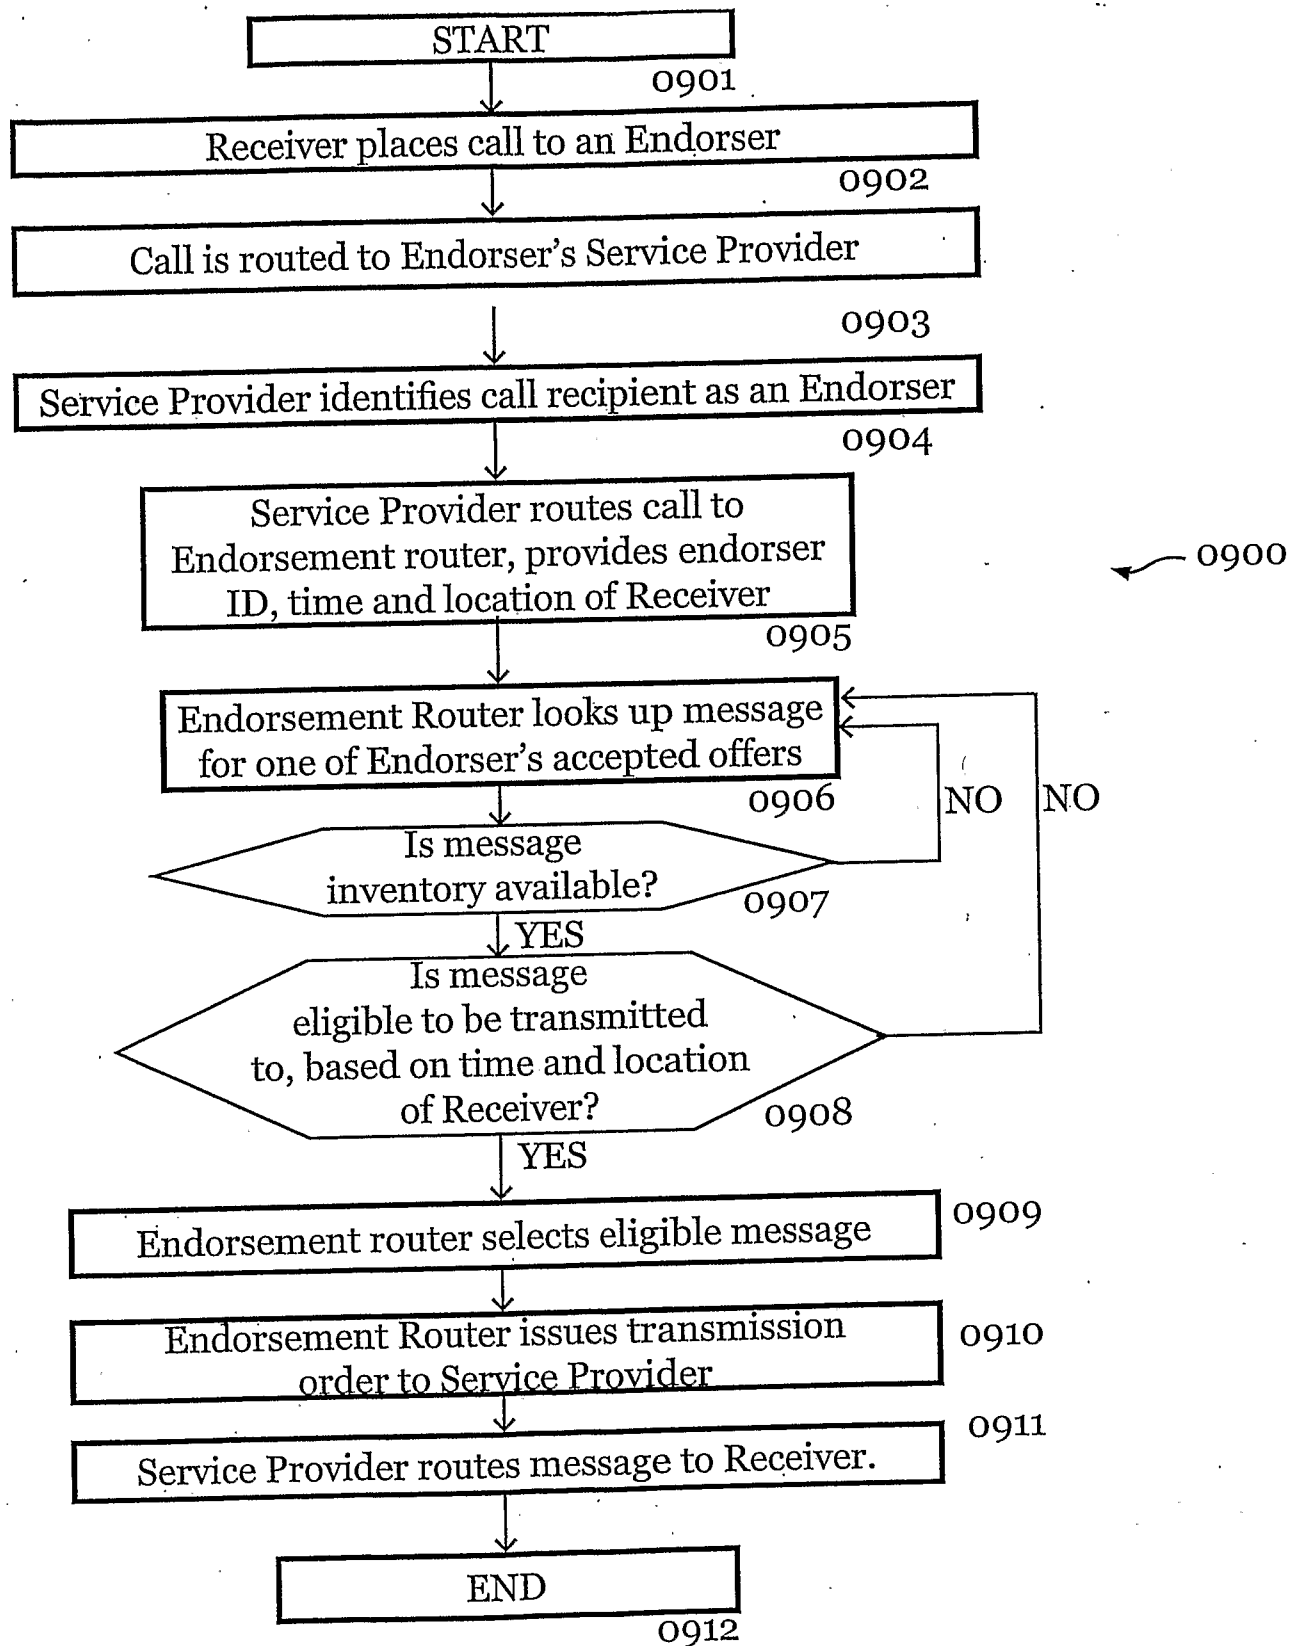 START
0901
Receiver places call to an Endorser
0902
Call is routed to Endorser's Service Provider
0903
Service Provider identifies call recipient as an Endorser
0904
Service Provider routes call to
Endorsement router, provides endorser
ID, time and location of Receiver
0905
0900
Endorsement Router looks up message
for one of Endorser's accepted offers
0906
NO
NO
Is message
inventory available?
0907
YES
Is message
eligible to be transmitted
to, based on time and location
of Receiver?
0908
YES
Endorsement router selects eligible message
0909
Endorsement Router issues transmission
order to Service Provider
0910
0911
Service Provider routes message to Receiver.
END
0912